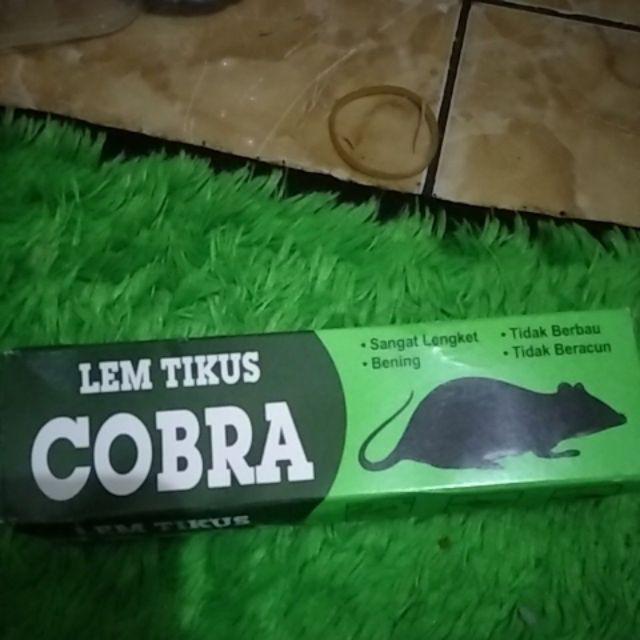 LEM TIKUS
COBRA
• Sangat Lengket
• Bening
• Tidak Berbau
• Tidak Beracun
LEM TIKUS